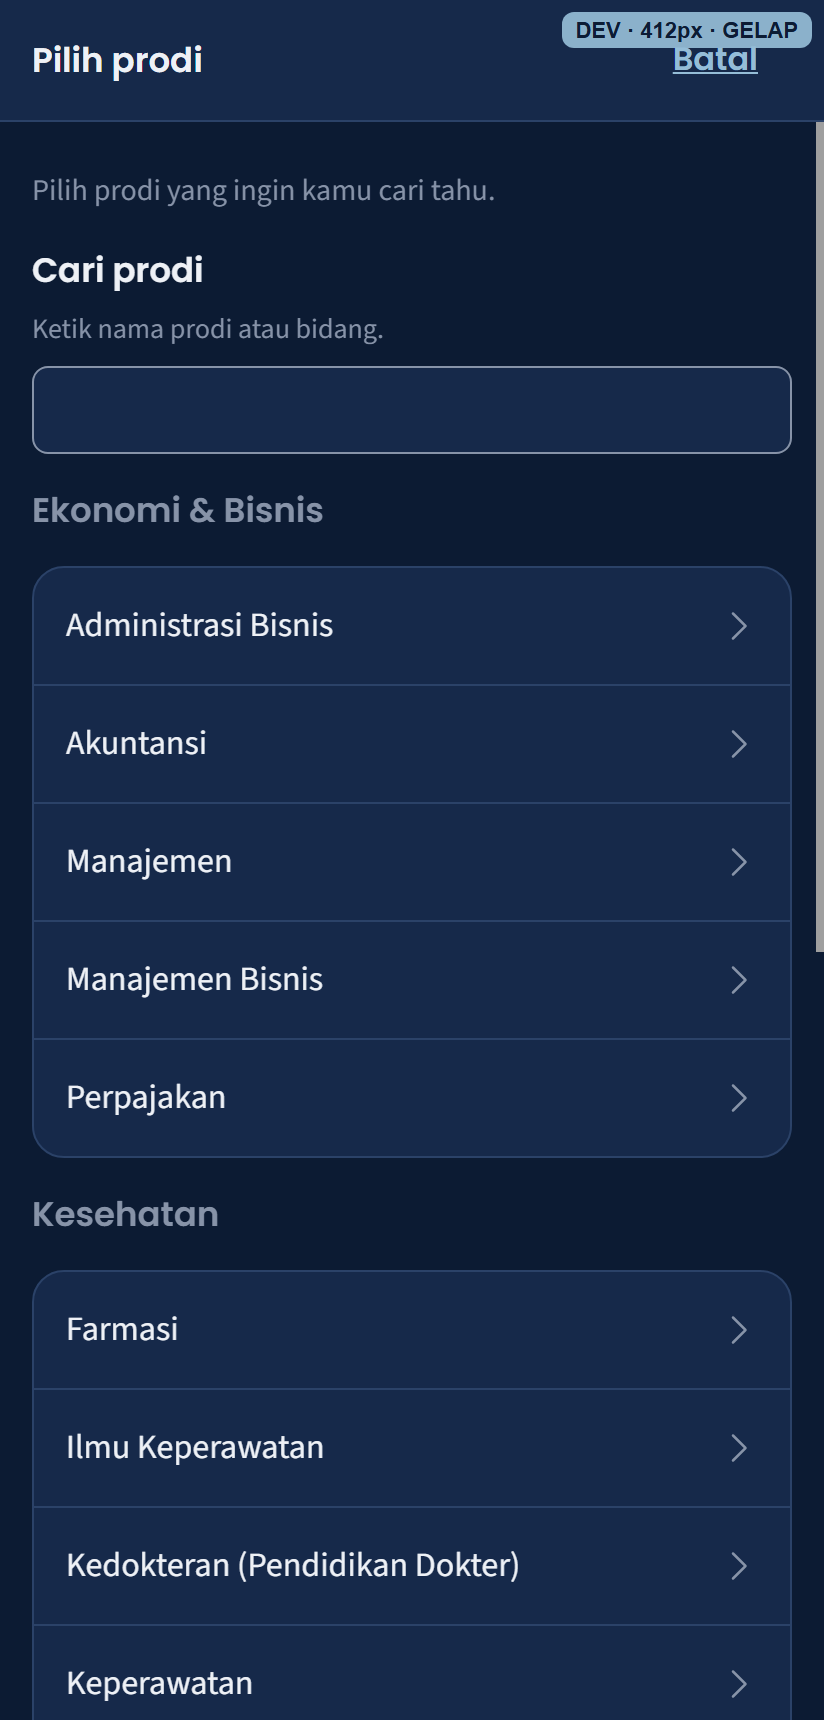 DEV · 412px · GELAP
Pilih prodi
Batal
Pilih prodi yang ingin kamu cari tahu.
Cari prodi
Ketik nama prodi atau bidang.
Ekonomi & Bisnis
Administrasi Bisnis
Akuntansi
Manajemen
Manajemen Bisnis
Perpajakan
Kesehatan
Farmasi
Ilmu Keperawatan
Kedokteran (Pendidikan Dokter)
Keperawatan